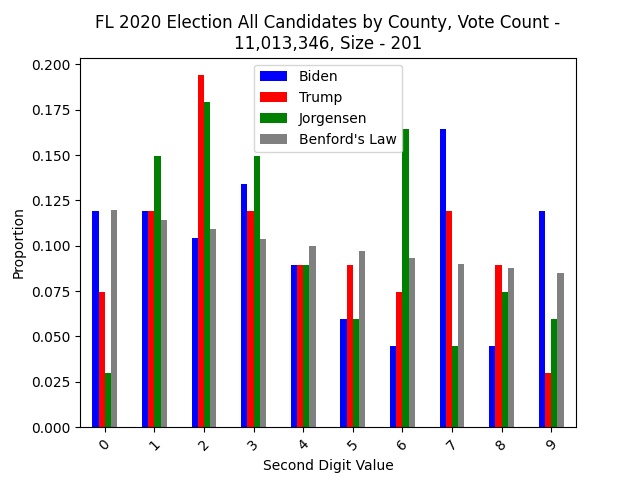 FL 2020 Election All Candidates by County, Vote Count -
11,013,346, Size - 201
Biden
Trump
Jorgensen
Benford's Law
Proportion
0.200
0.175
0.150
0.125
0.100
0.075
0.050
0.025
0.000
0 1 2 3 4 5 6 7 8 9
Second Digit Value